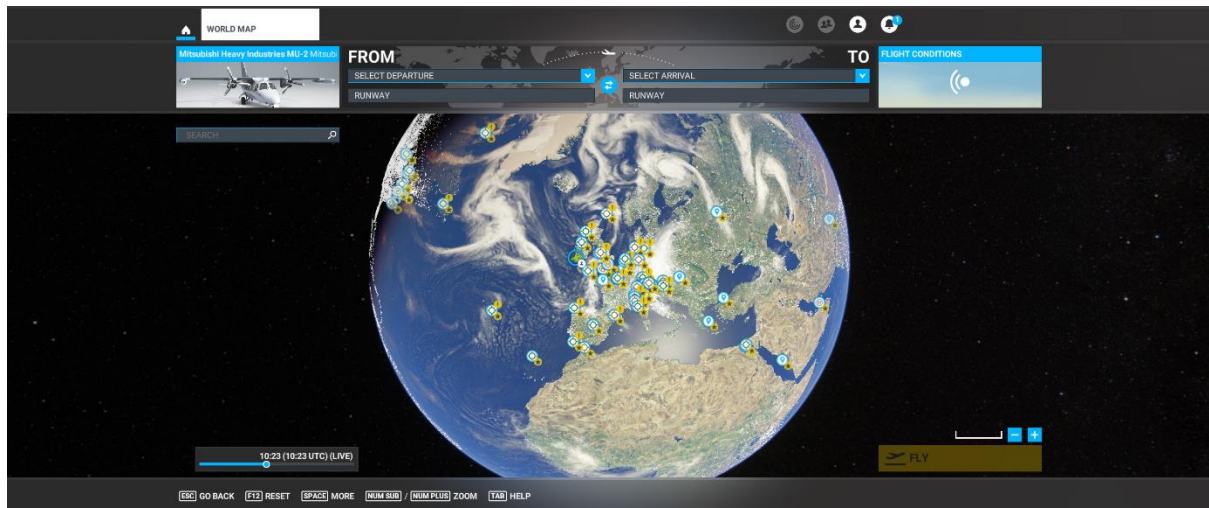 WORLD MAP
1
Mitsubishi Heavy Industries MU-2 Mitsubi
FROM
TO
FLIGHT CONDITIONS
SELECT DEPARTURE
SELECT ARRIVAL
RUNWAY
RUNWAY
SEARCH
10:23 (10:23 UTC) (LIVE)
FLY
ESC GO BACK F12 RESET SPACE MORE NUM SUB / NUM PLUS ZOOM TAB HELP